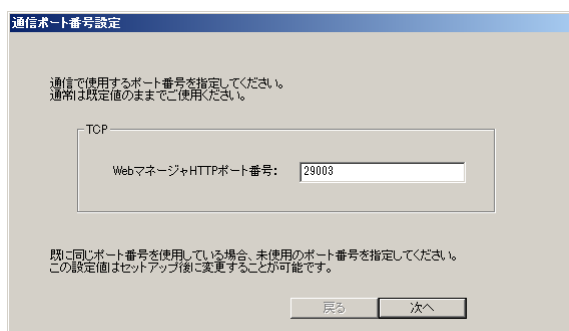 通信ポート番号設定
通信で使用するポート番号を指定してください。
通常は既定値のままでご使用ください。
TCP
WebマネージャHTTPポート番号:
29003
既に同じポート番号を使用している場合、未使用のポート番号を指定してください。
この設定値はセットアップ後に変更することが可能です。
戻る
次へ